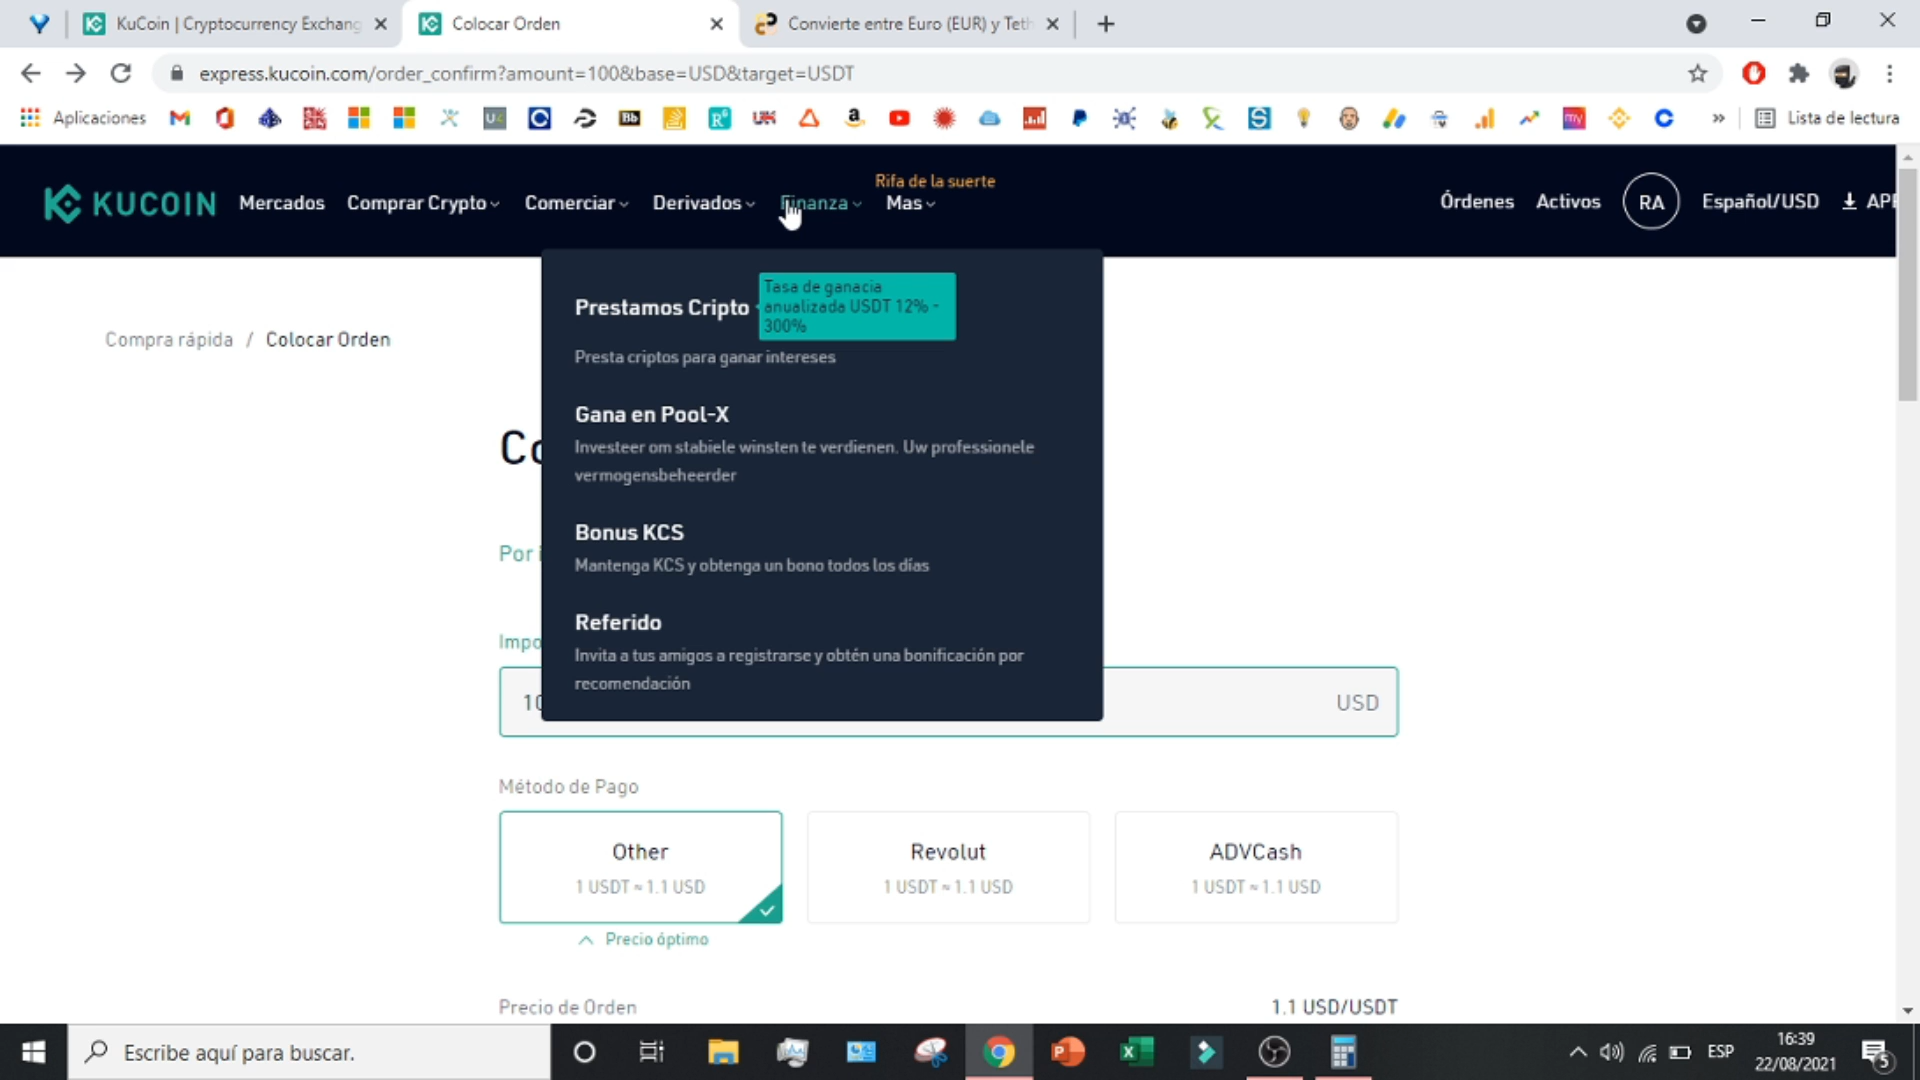 KuCoin | Cryptocurrency Exchang
Colocar Orden
Convierte entre Euro (EUR) y Teth
express.kucoin.com/order_confirm?amount=100&base=USD&target=USDT
Aplicaciones
Lista de lectura
Rifa de la suerte
KUCOIN Mercados Comprar Crypto Comerciar Derivados Finanza Mas Órdenes Activos RA Español/USD APP
Compra rápida / Colocar Orden
Prestamos Cripto
Tasa de ganacia
anualizada USDT 12% -
300%
Presta criptos para ganar intereses
Gana en Pool-X
Investeer om stabiele winsten te verdienen. Uw professionele
vermogensbeheerder
Bonus KCS
Mantenga KCS y obtenga un bono todos los días
Referido
Invita a tus amigos a registrarse y obtén una bonificación por
recomendación
Co
Por i
Impo
10
USD
Método de Pago
Other
1 USDT ≈ 1.1 USD
Revolut
1 USDT ≈ 1.1 USD
ADVCash
1 USDT ≈ 1.1 USD
Precio óptimo
Precio de Orden
1.1 USD/USDT
Escribe aquí para buscar.
ESP
16:39
22/08/2021
5